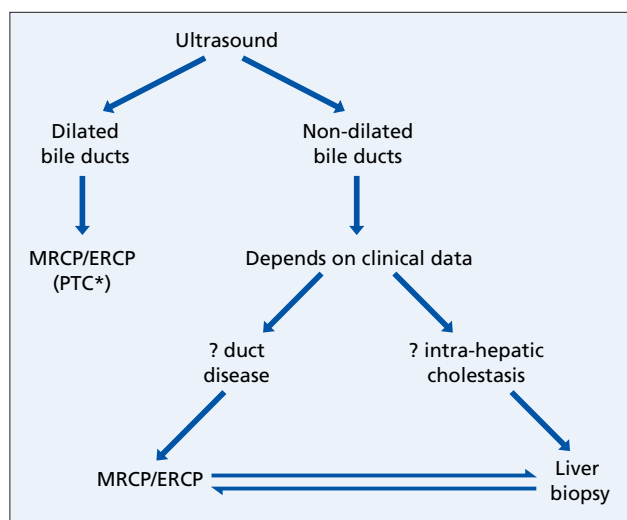 Ultrasound
Dilated
bile ducts
Non-dilated
bile ducts
MRCP/ERCP
(PTC*)
Depends on clinical data
? duct
disease
? intra-hepatic
cholestasis
MRCP/ERCP
Liver
biopsy